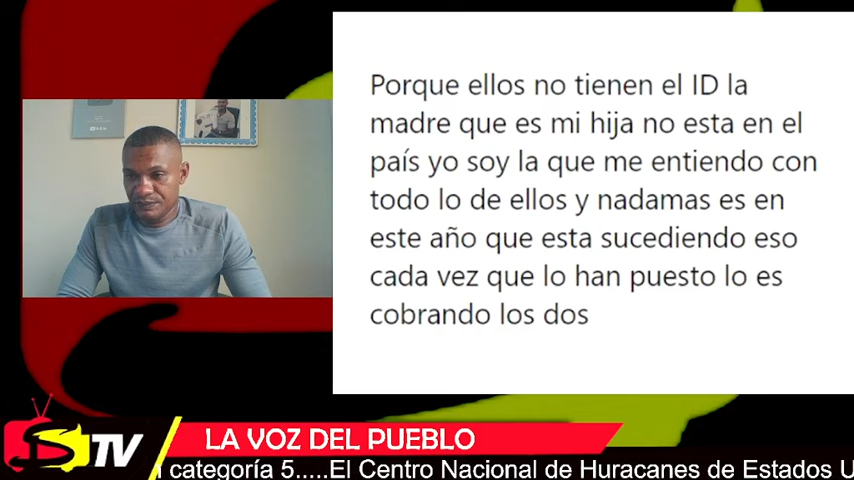 Porque ellos no tienen el ID la
madre que es mi hija no esta en el
país yo soy la que me entiendo con
todo lo de ellos y nadamas es en
este año que esta sucediendo eso
cada vez que lo han puesto lo es
cobrando los dos
STV
LA VOZ DEL PUEBLO
categoría 5.....El Centro Nacional de Huracanes de Estados U